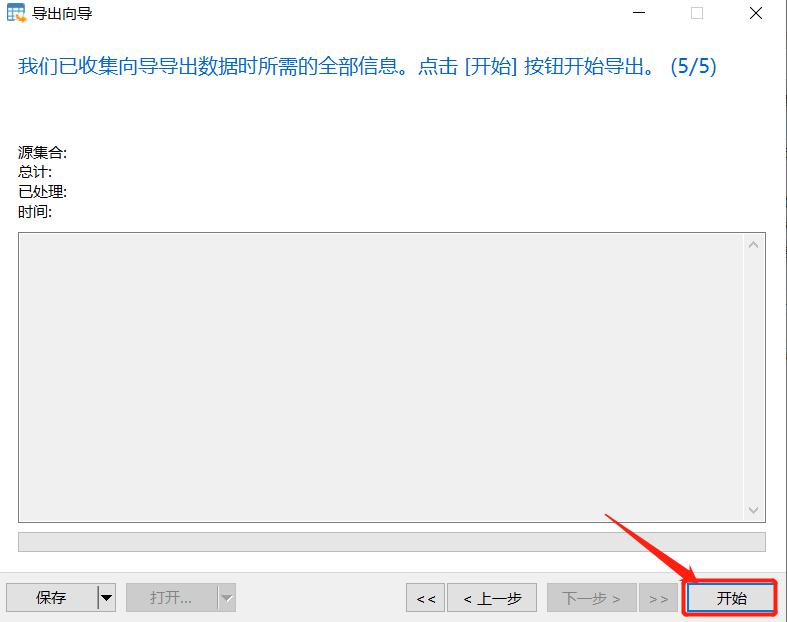 导出向导
我们已收集向导导出数据时所需的全部信息。点击 [开始] 按钮开始导出。 (5/5)
源集合:
总计:
已处理:
时间:
保存 打开... << < 上一步 下一步 > >> 开始